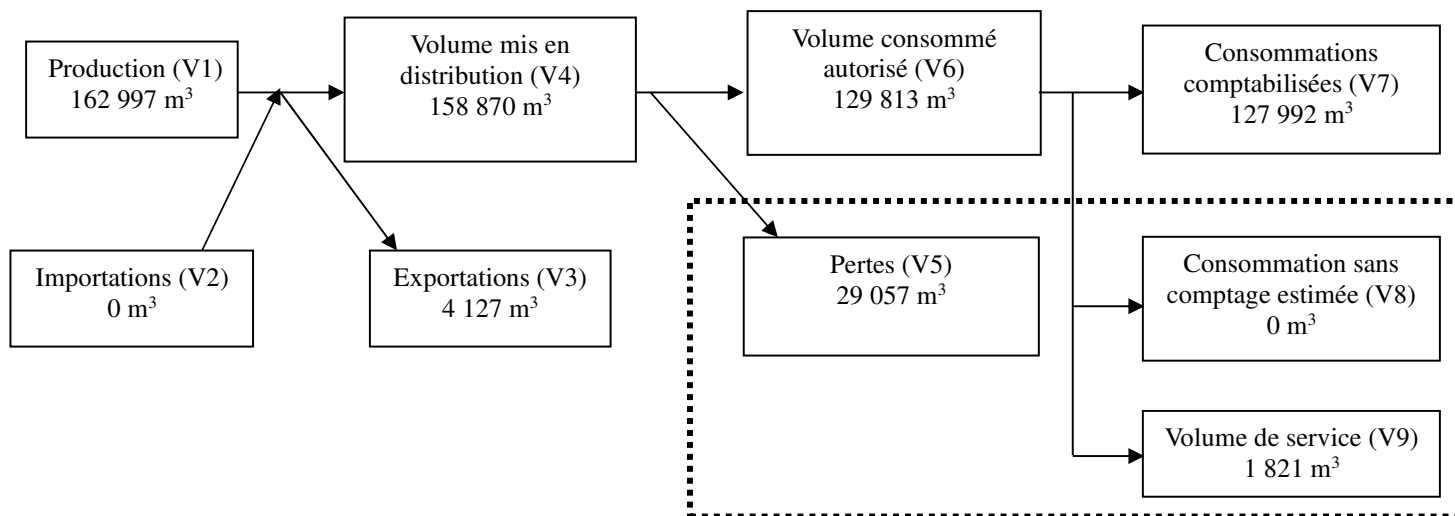 Production (V1)
162 997 m³
Volume mis en
distribution (V4)
158 870 m³
Volume consommé
autorisé (V6)
129 813 m³
Consommations
comptabilisées (V7)
127 992 m³
Importations (V2)
0 m³
Exportations (V3)
4 127 m³
Pertes (V5)
29 057 m³
Consommation sans
comptage estimée (V8)
0 m³
Volume de service (V9)
1 821 m³